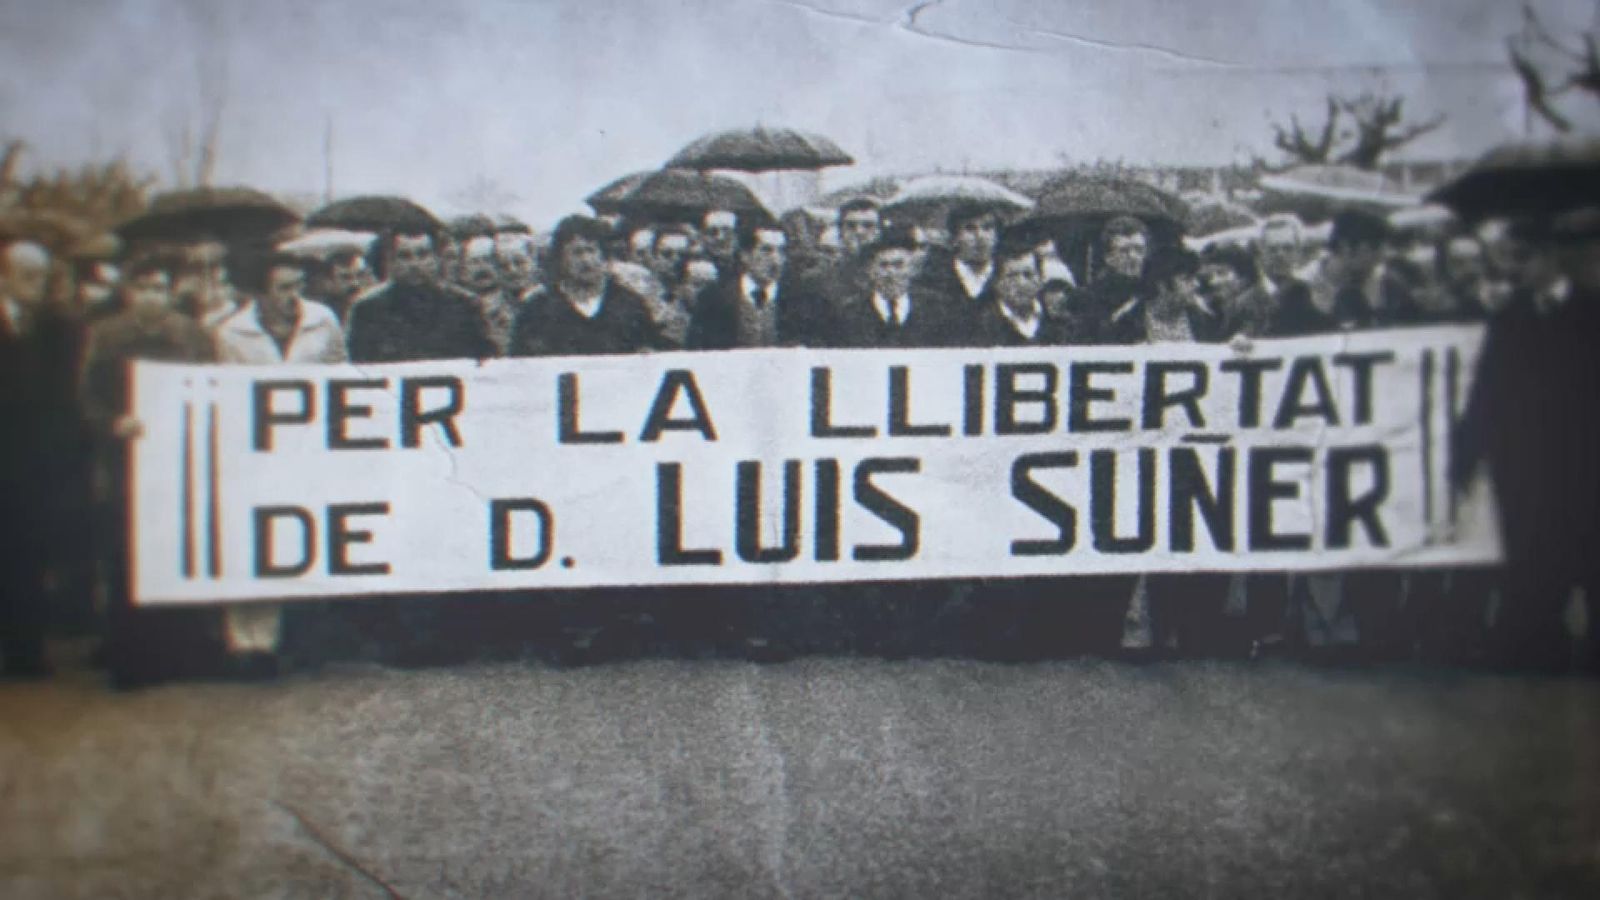 ¡¡ PER LA LLIBERTAT
DE D. LUIS SUÑER !!